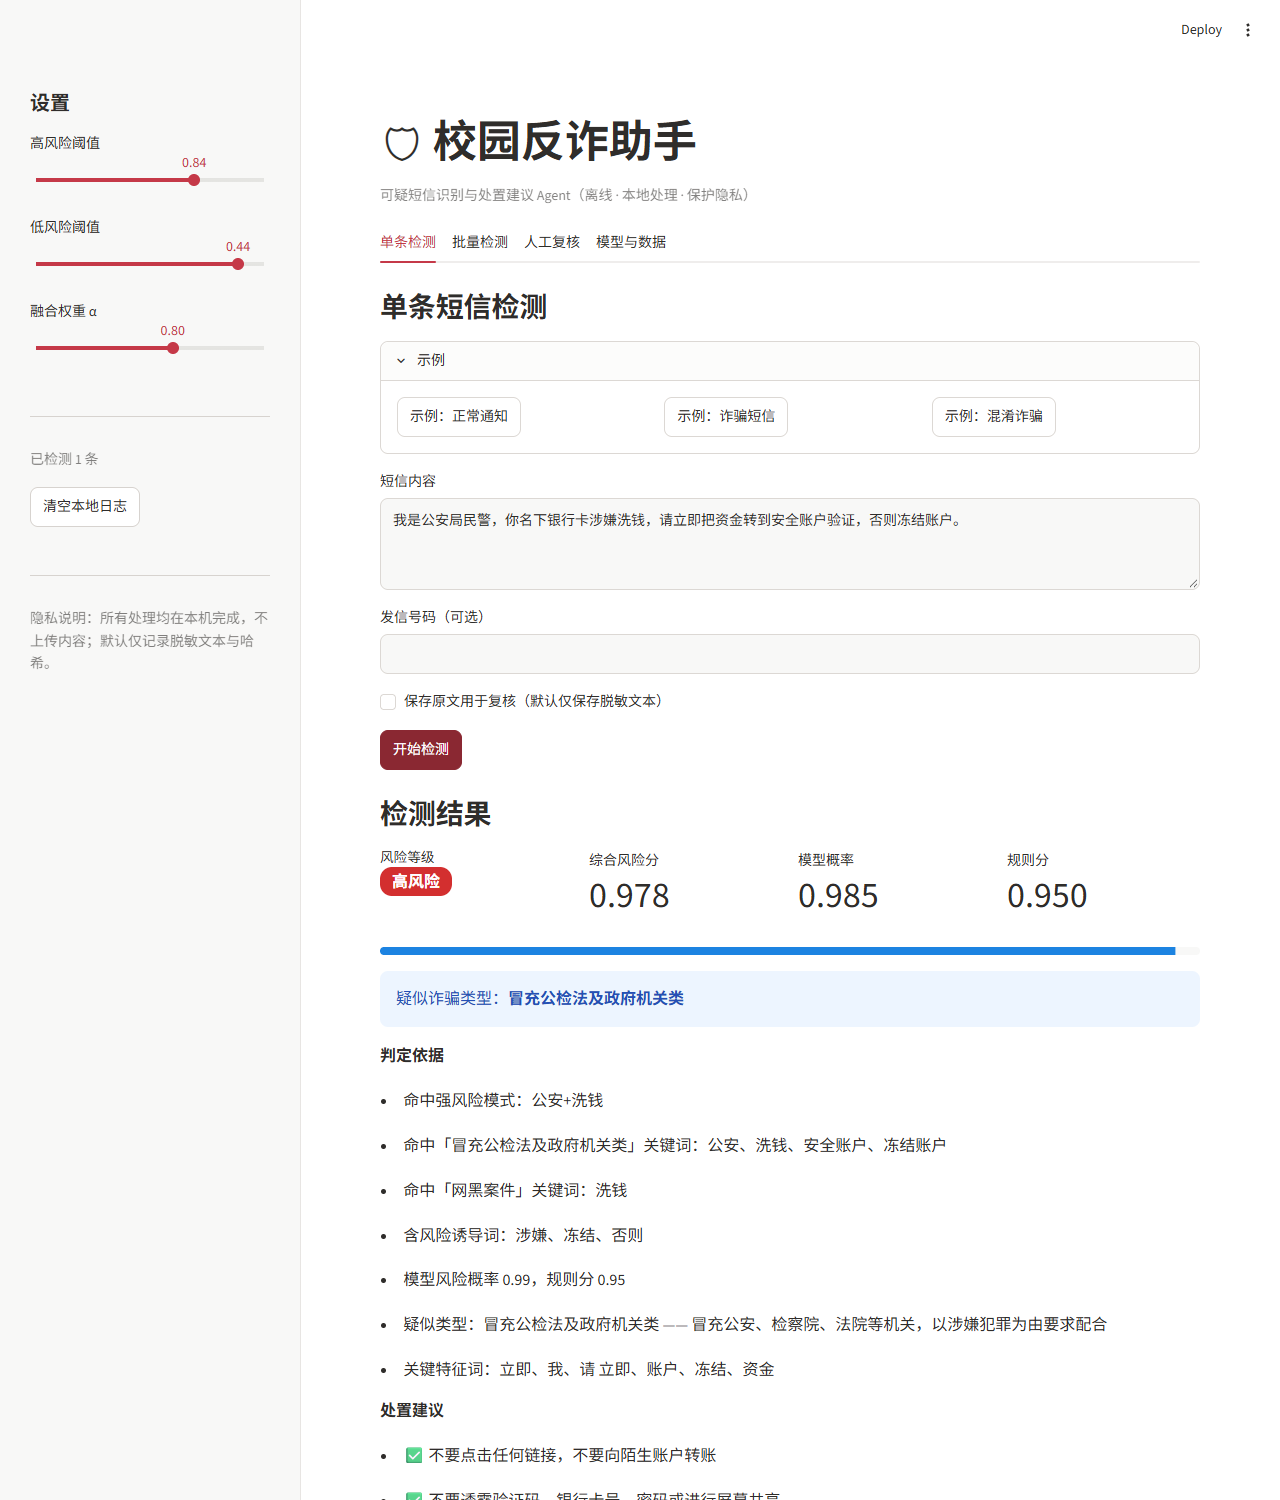 Deploy
设置
高风险阈值
0.84
低风险阈值
0.44
融合权重 α
0.80
已检测 1 条
清空本地日志
隐私说明：所有处理均在本机完成，不
上传内容；默认仅记录脱敏文本与哈
希。
校园反诈助手
可疑短信识别与处置建议 Agent（离线 · 本地处理 · 保护隐私）
单条检测 批量检测 人工复核 模型与数据
单条短信检测
示例
示例：正常通知 示例：诈骗短信 示例：混淆诈骗
短信内容
我是公安局民警，你名下银行卡涉嫌洗钱，请立即把资金转到安全账户验证，否则冻结账户。
发信号码（可选）
保存原文用于复核（默认仅保存脱敏文本）
开始检测
检测结果
风险等级 综合风险分 模型概率 规则分
高风险 0.978 0.985 0.950
疑似诈骗类型：冒充公检法及政府机关类
判定依据
命中强风险模式：公安+洗钱
命中「冒充公检法及政府机关类」关键词：公安、洗钱、安全账户、冻结账户
命中「网黑案件」关键词：洗钱
含风险诱导词：涉嫌、冻结、否则
模型风险概率 0.99，规则分 0.95
疑似类型：冒充公检法及政府机关类 —— 冒充公安、检察院、法院等机关，以涉嫌犯罪为由要求配合
关键特征词：立即、我、请 立即、账户、冻结、资金
处置建议
✅ 不要点击任何链接，不要向陌生账户转账
✅ 不要透露验证码、银行卡号、密码或进行屏幕共享